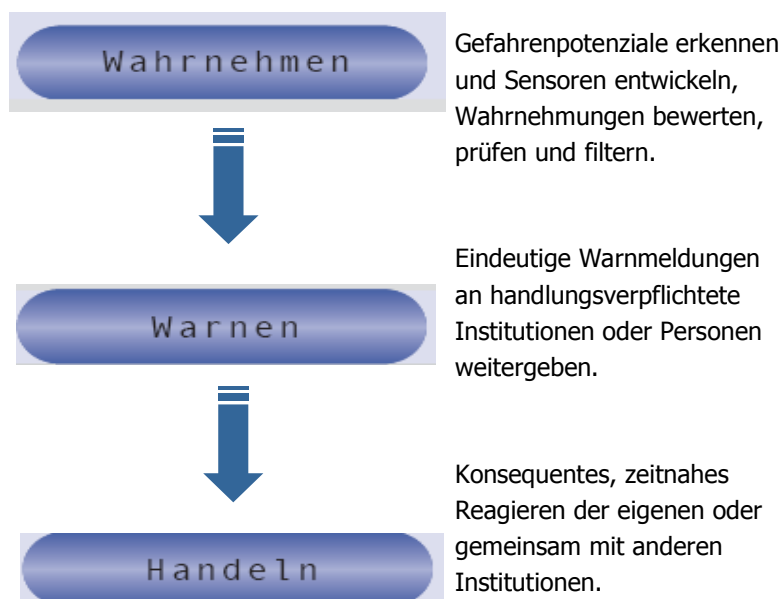 Wahrnehmen
Gefahrenpotenziale erkennen
und Sensoren entwickeln,
Wahrnehmungen bewerten,
prüfen und filtern.
Warnen
Eindeutige Warnmeldungen
an handlungsverpflichtete
Institutionen oder Personen
weitergeben.
Handeln
Konsequentes, zeitnahes
Reagieren der eigenen oder
gemeinsam mit anderen
Institutionen.